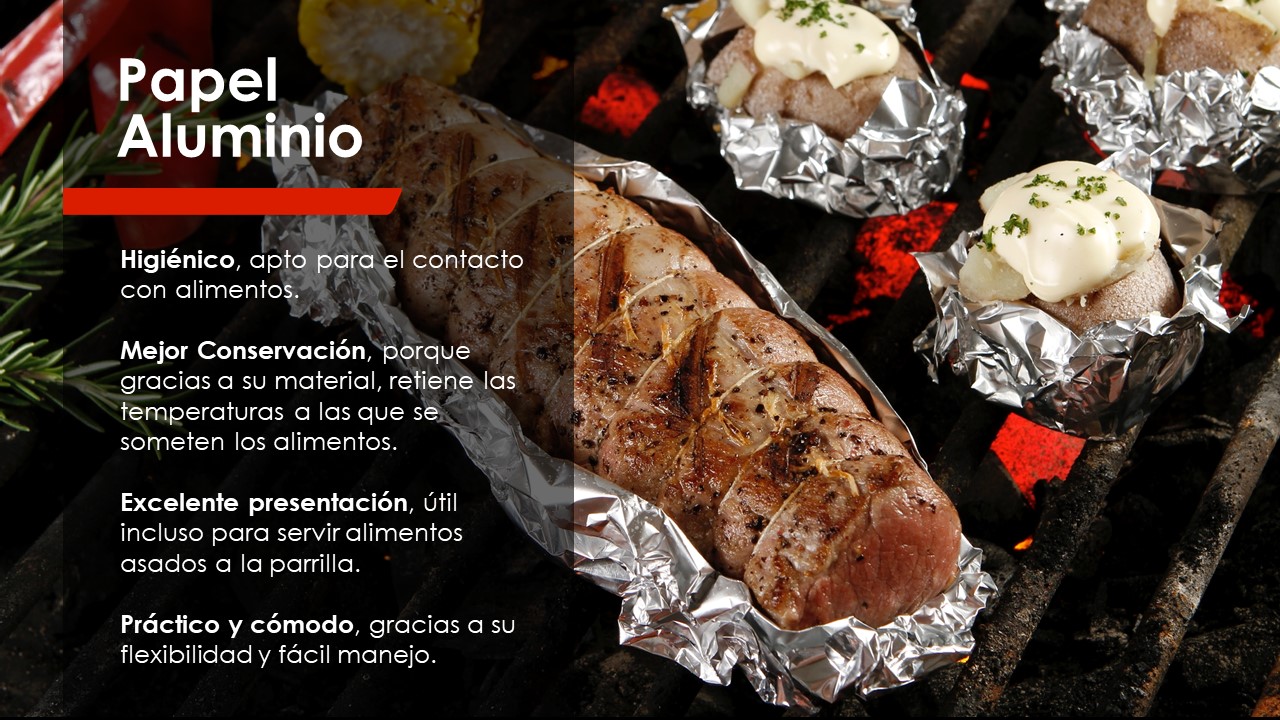 Papel
Aluminio
Higiénico, apto para el contacto
con alimentos.
Mejor Conservación, porque
gracias a su material, retiene las
temperaturas a las que se
someten los alimentos.
Excelente presentación, útil
incluso para servir alimentos
asados a la parrilla.
Práctico y cómodo, gracias a su
flexibilidad y fácil manejo.